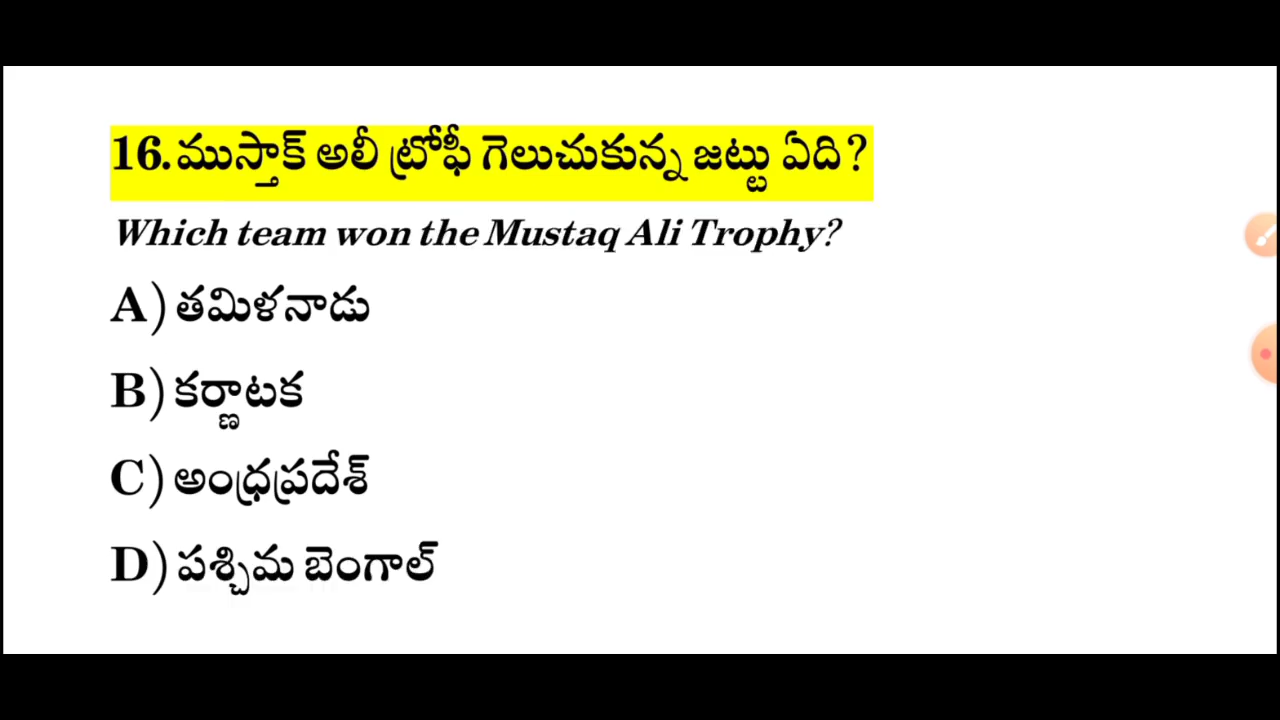 16.ముస్తాక్ అలీ ట్రోఫీ గెలుచుకున్న జట్టు ఏది?
Which team won the Mustaq Ali Trophy?
A) తమిళనాడు
B) కర్ణాటక
C) అంధ్రప్రదేశ్
D) పశ్చిమ బెంగాల్